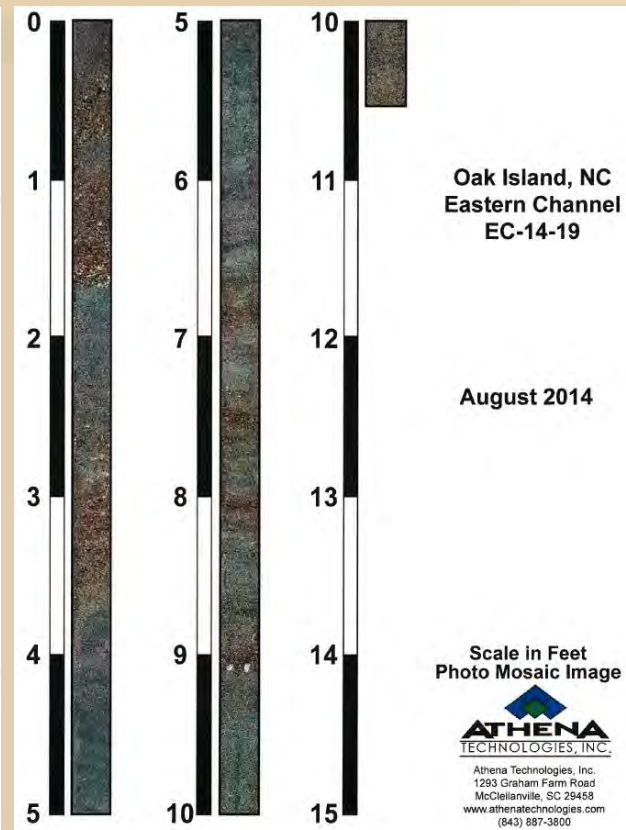 0
1
2
3
4
5
5
6
7
8
9
10
10
11
12
13
14
15
Oak Island, NC
Eastern Channel
EC-14-19
August 2014
Scale in Feet
Photo Mosaic Image
ATHENA
TECHNOLOGIES, INC.
Athena Technologies, Inc.
1293 Graham Farm Road
McClellanville, SC 29458
www.athenatechnologies.com
(843) 887-3800